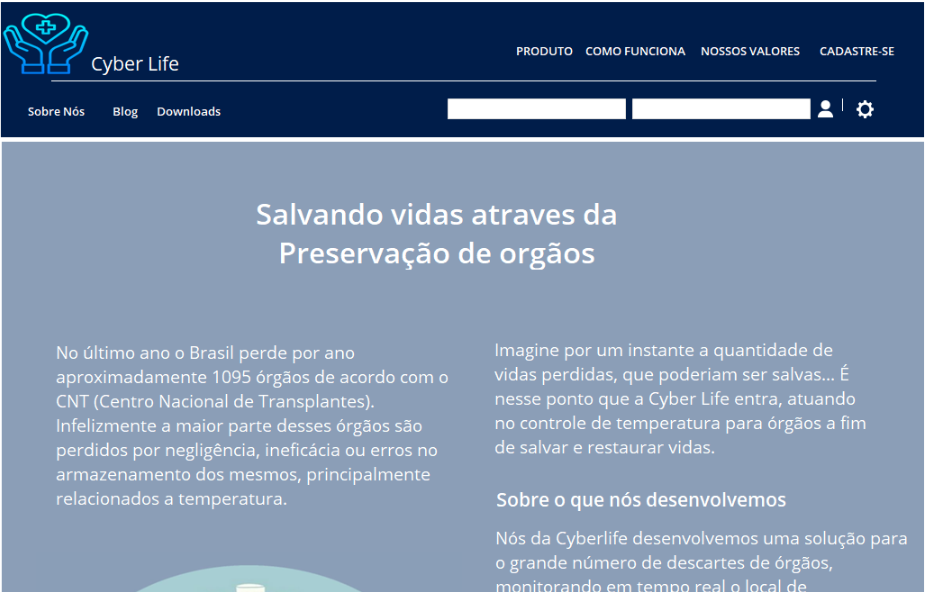 Cyber Life
PRODUTO COMO FUNCIONA NOSSOS VALORES CADASTRE-SE
Sobre Nós Blog Downloads
Salvando vidas atraves da
Preservação de orgãos
No último ano o Brasil perde por ano
aproximadamente 1095 órgãos de acordo com o
CNT (Centro Nacional de Transplantes).
Infelizmente a maior parte desses órgãos são
perdidos por negligência, ineficácia ou erros no
armazenamento dos mesmos, principalmente
relacionados a temperatura.
Imagine por um instante a quantidade de
vidas perdidas, que poderiam ser salvas... É
nesse ponto que a Cyber Life entra, atuando
no controle de temperatura para órgãos a fim
de salvar e restaurar vidas.
Sobre o que nós desenvolvemos
Nós da Cyberlife desenvolvemos uma solução para
o grande número de descartes de órgãos,
monitorando em tempo real o local de